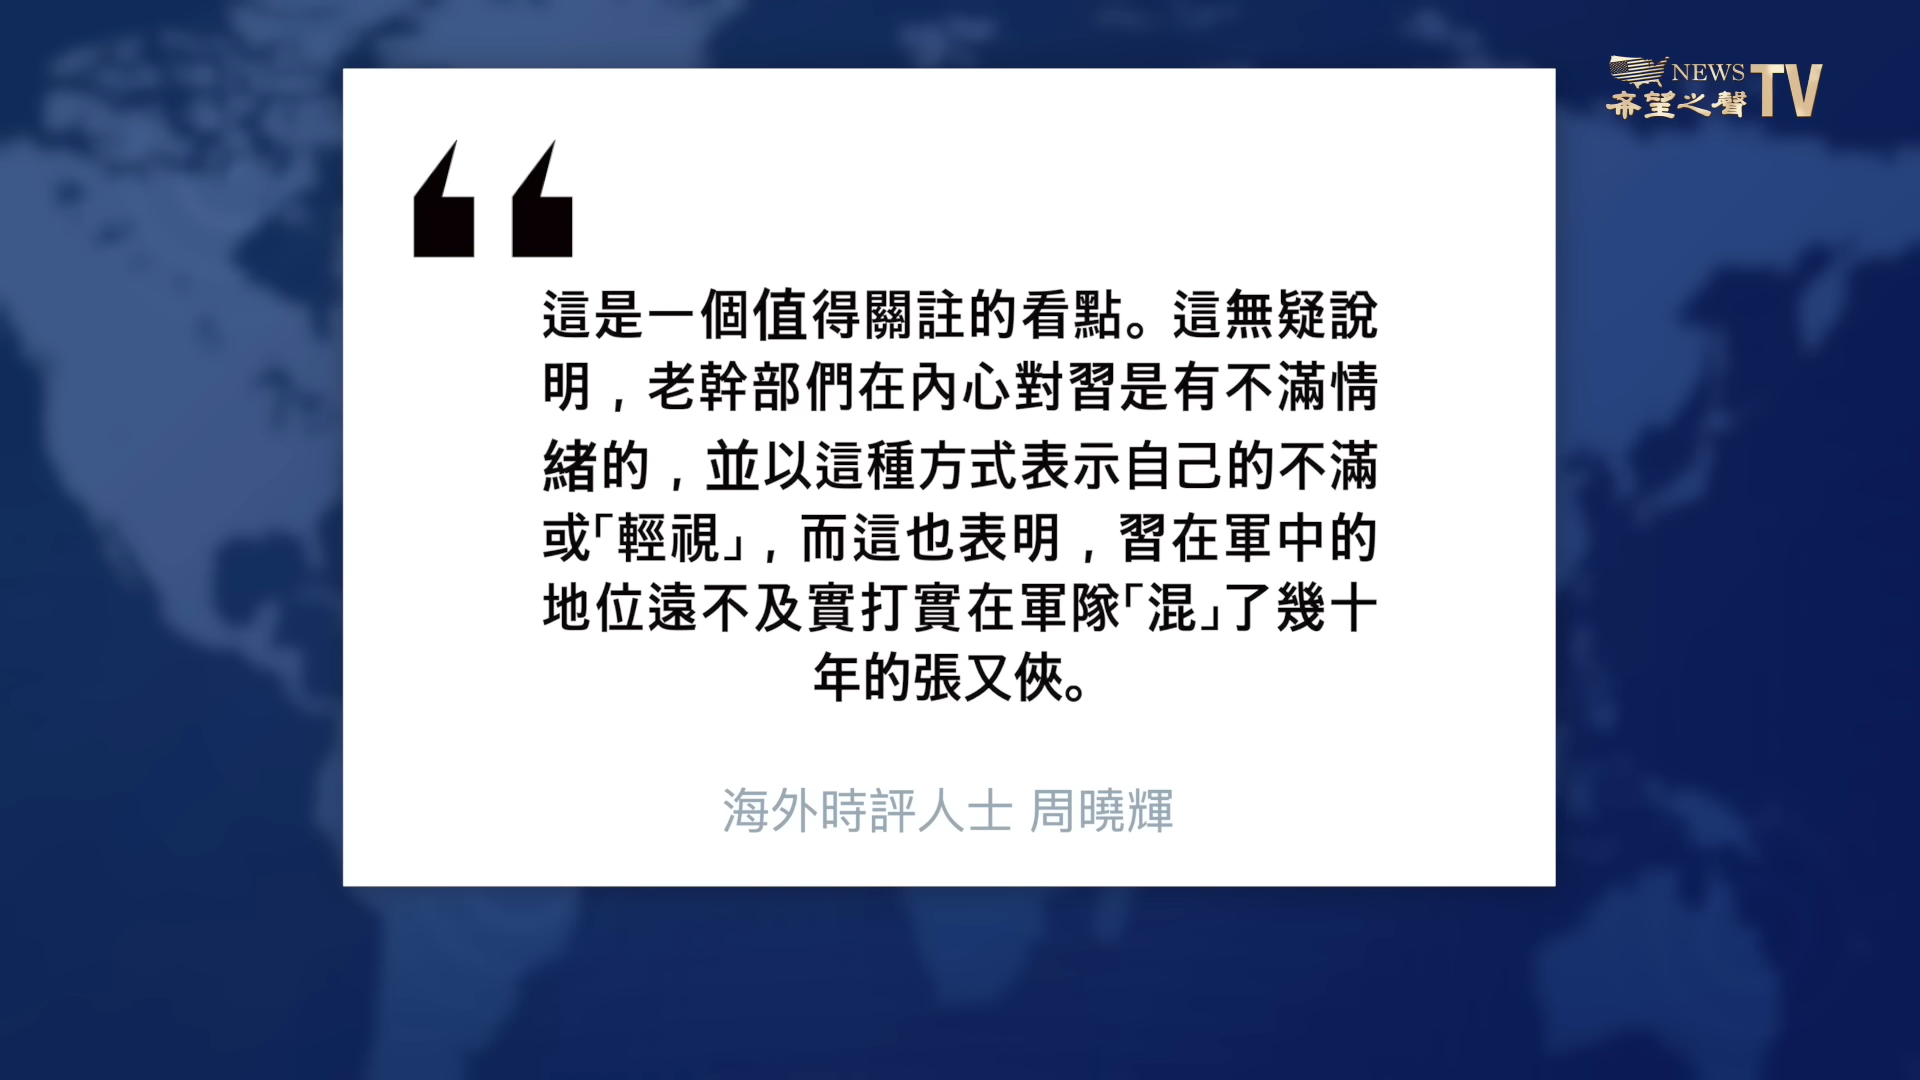 NEWS
希望之聲TV
這是一個值得關註的看點。這無疑說
明，老幹部們在內心對習是有不滿情
緒的，並以這種方式表示自己的不滿
或「輕視」，而這也表明，習在軍中的
地位遠不及實打實在軍隊「混」了幾十
年的張又俠。
海外時評人士 周曉輝